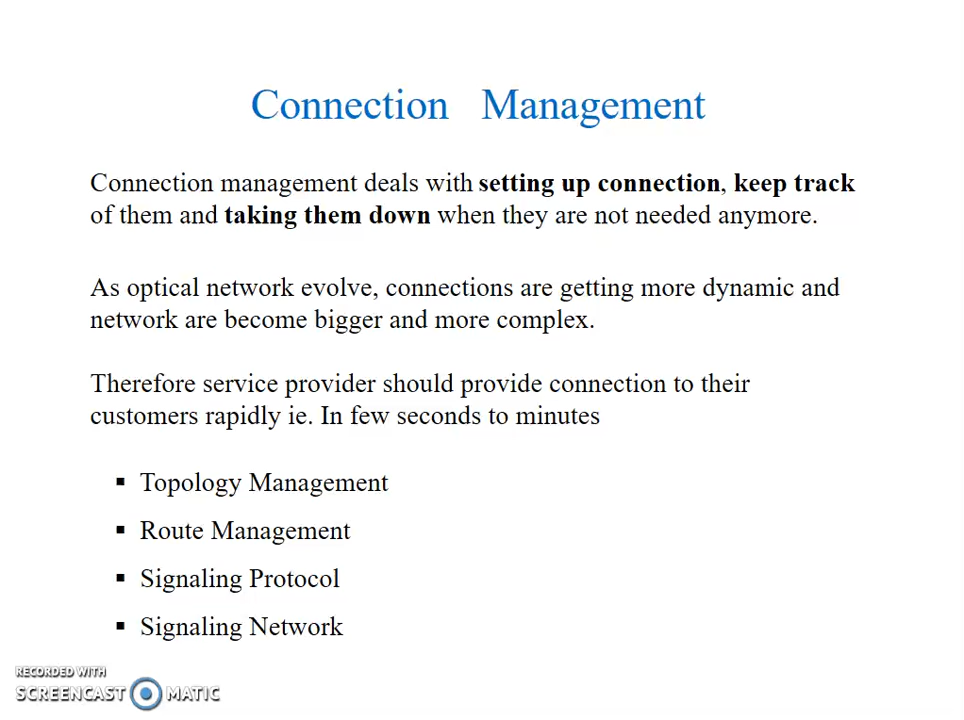 Connection Management
Connection management deals with setting up connection, keep track
of them and taking them down when they are not needed anymore.
As optical network evolve, connections are getting more dynamic and
network are become bigger and more complex.
Therefore service provider should provide connection to their
customers rapidly ie. In few seconds to minutes
▪ Topology Management
▪ Route Management
▪ Signaling Protocol
▪ Signaling Network
RECORDED WITH
SCREENCAST MATIC